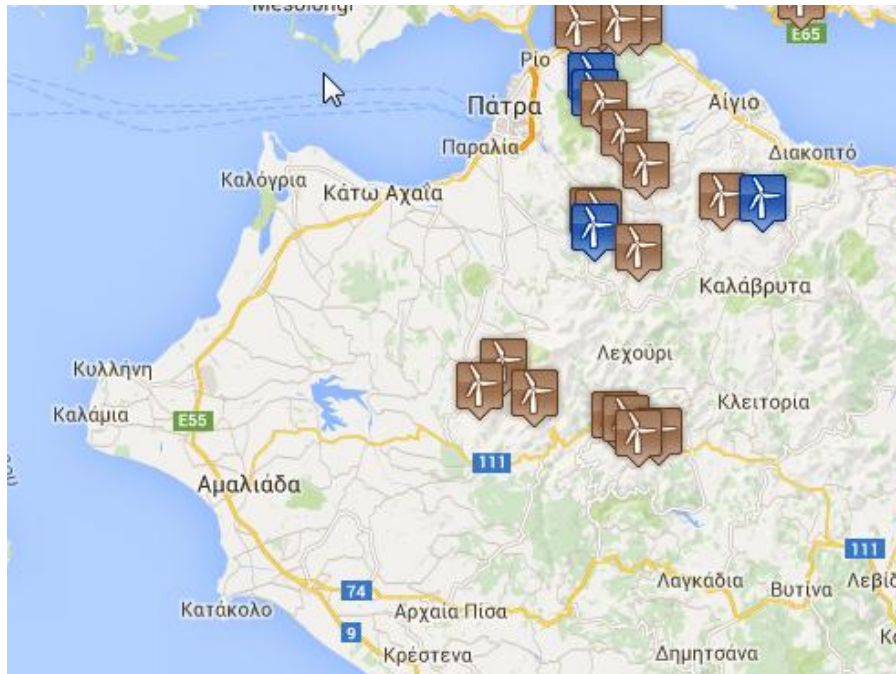 Mesolongi
E65
Ρίο
Πάτρα
Αίγιο
Παραλία
Διακοπτό
Καλόγρια
Κάτω Αχαΐα
Καλάβρυτα
Λεχούρι
Κυλλήνη
Κλειτορία
Καλάμια
E55
111
Αμαλιάδα
111
74
Λαγκάδια
Βυτίνα
Κατάκολο
Αρχαία Πίσα
9
Κρέστενα
Δημητσάνα